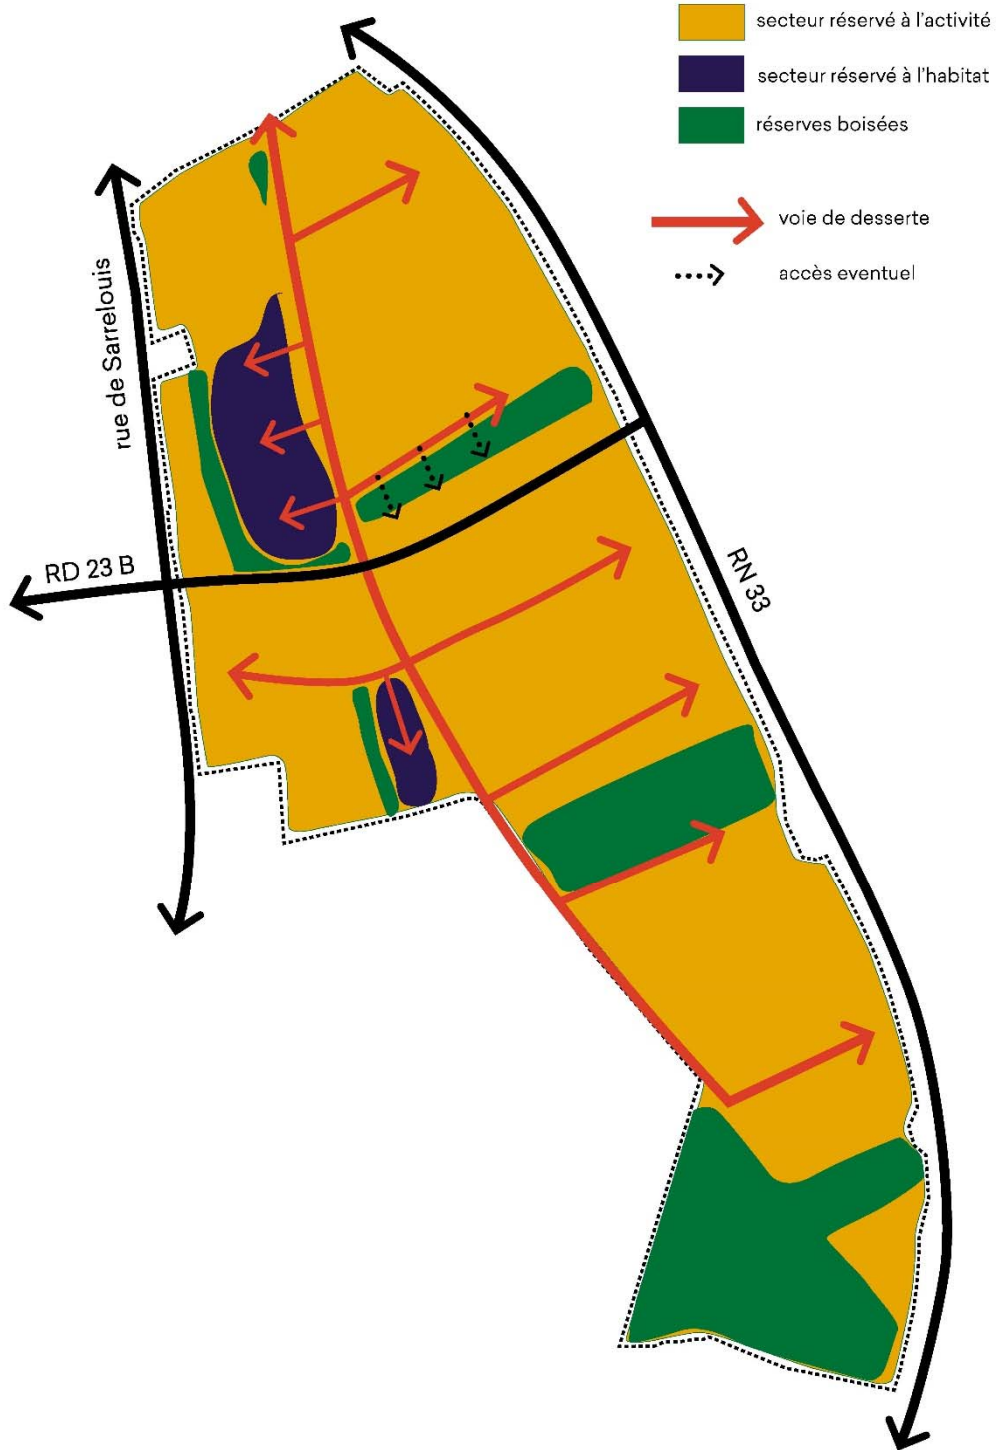 secteur réservé à l'activité
secteur réservé à l'habitat
réserves boisées
voie de desserte
accès eventuel
rue de Sarrelouis
RD 23 B
RN 33